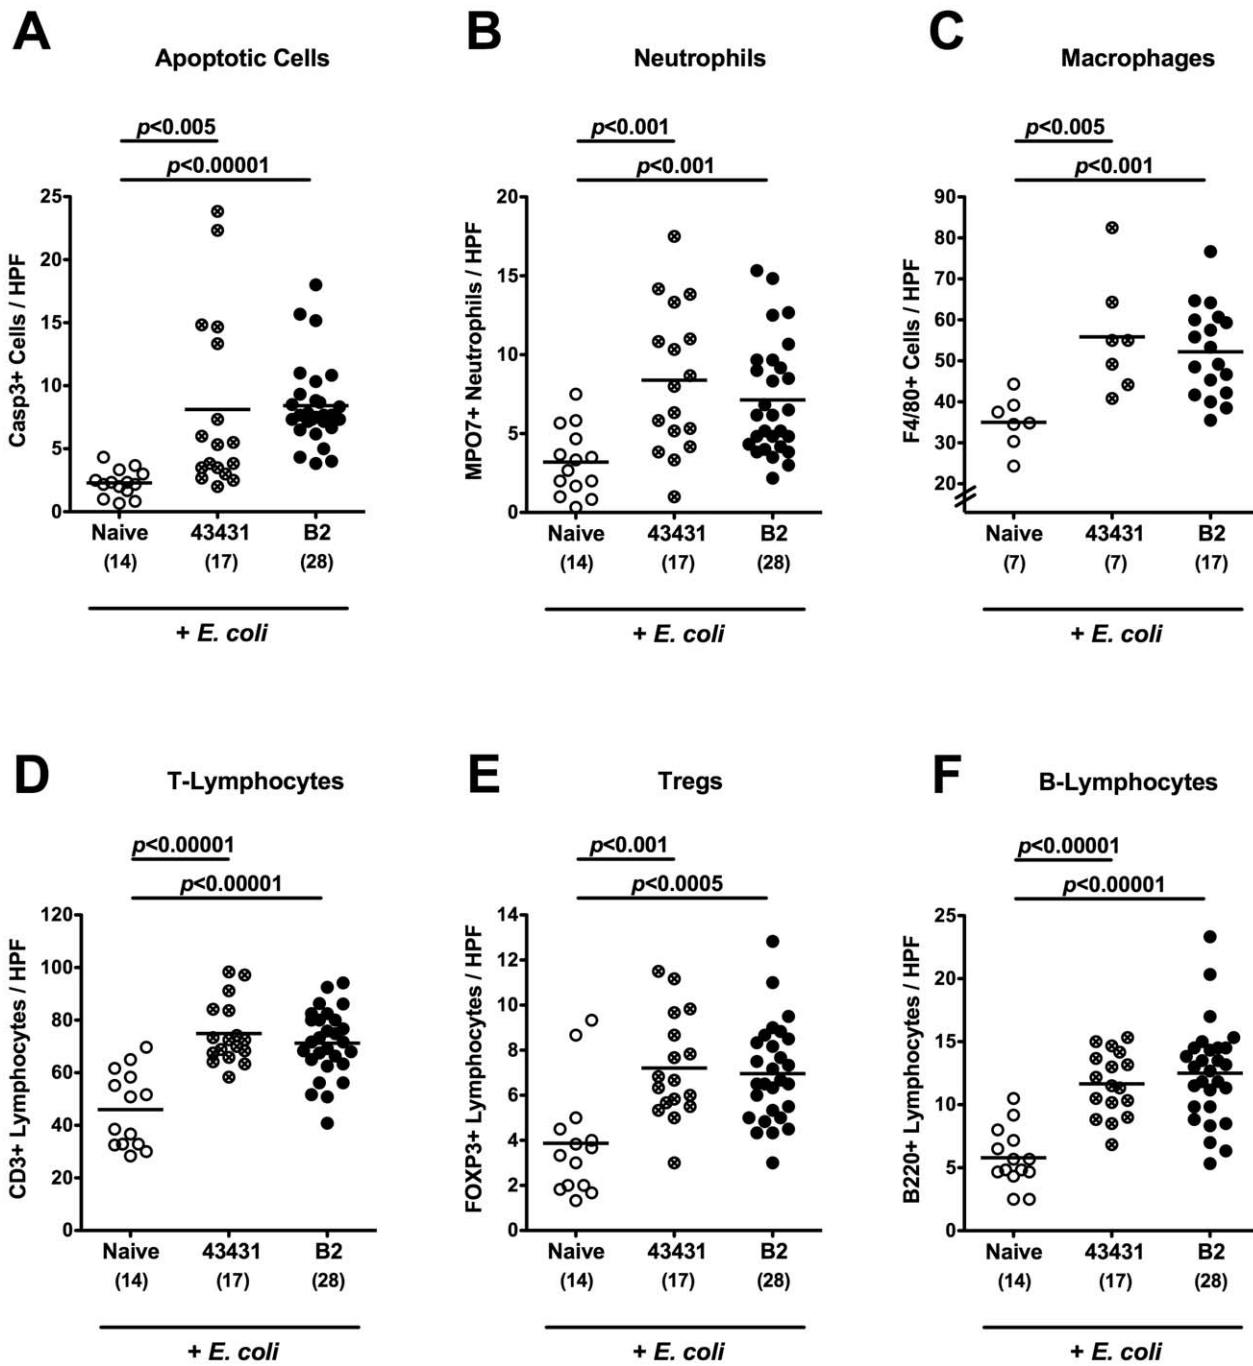 A
Apoptotic Cells
p<0.005
p<0.00001
Casp3+ Cells / HPF
25
20
15
10
5
0
Naive 43431 B2
(14) (17) (28)
+ E. coli
B
Neutrophils
p<0.001
p<0.001
MPO7+ Neutrophils / HPF
20
15
10
5
0
Naive 43431 B2
(14) (17) (28)
+ E. coli
C
Macrophages
p<0.005
p<0.001
F4/80+ Cells / HPF
90
80
70
60
50
40
30
20
Naive 43431 B2
(7) (7) (17)
+ E. coli
D
T-Lymphocytes
p<0.00001
p<0.00001
CD3+ Lymphocytes / HPF
120
100
80
60
40
20
0
Naive 43431 B2
(14) (17) (28)
+ E. coli
E
Tregs
p<0.001
p<0.0005
FOXP3+ Lymphocytes / HPF
14
12
10
8
6
4
2
0
Naive 43431 B2
(14) (17) (28)
+ E. coli
F
B-Lymphocytes
p<0.00001
p<0.00001
B220+ Lymphocytes / HPF
25
20
15
10
5
0
Naive 43431 B2
(14) (17) (28)
+ E. coli